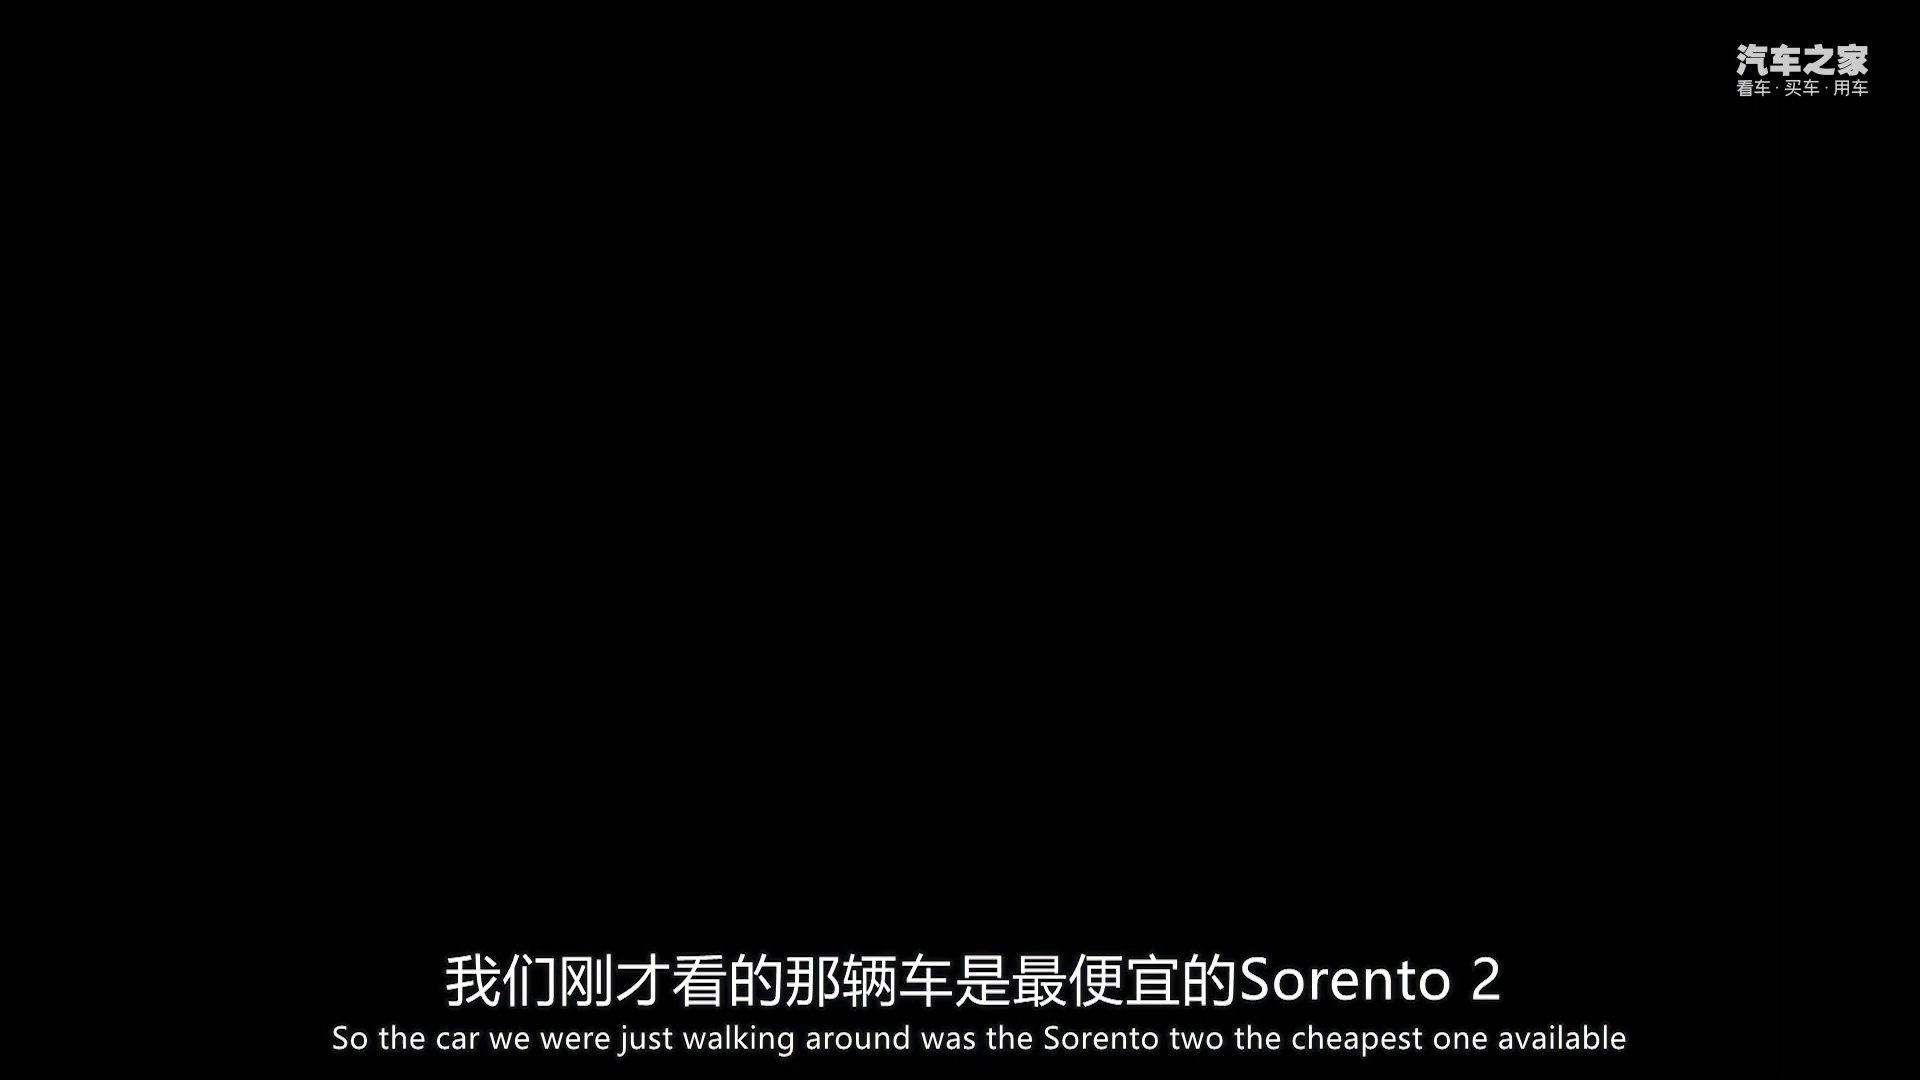 汽车之家
看车·买车·用车
我们刚才看的那辆车是最便宜的Sorento 2
So the car we were just walking around was the Sorento two the cheapest one available